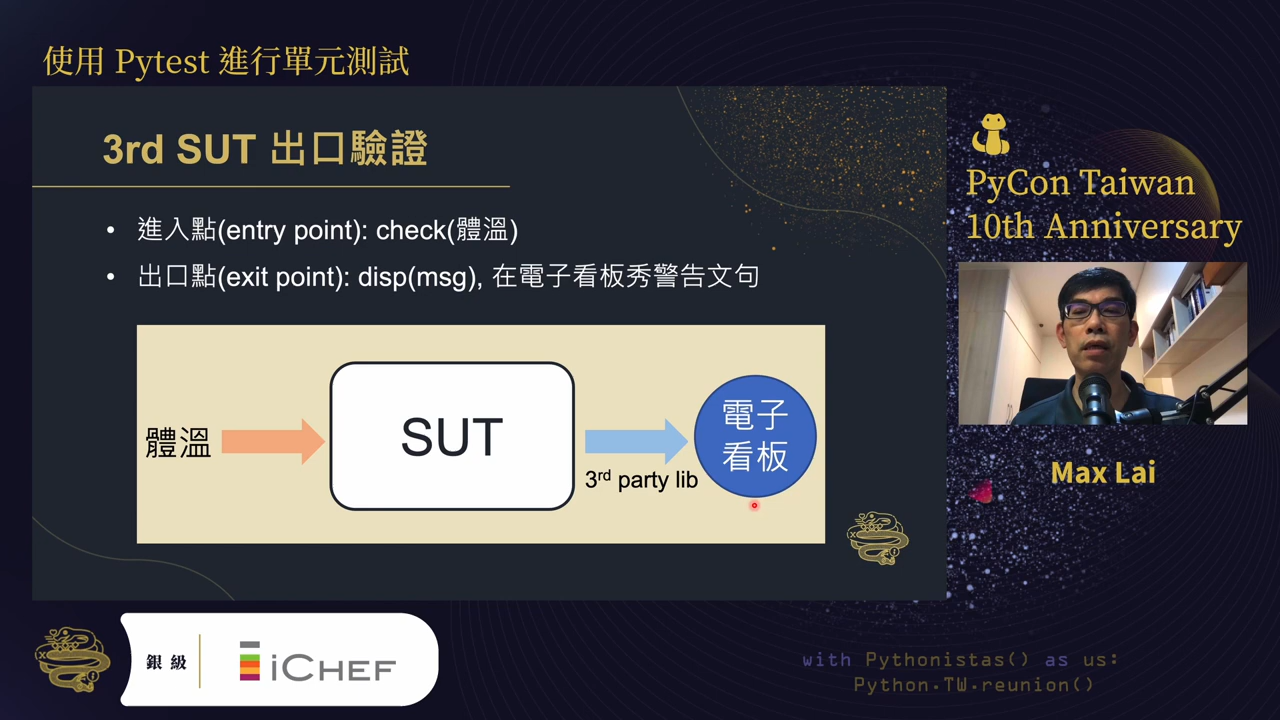 使用 Pytest 進行單元測試
3rd SUT 出口驗證
• 進入點(entry point): check(體溫)
• 出口點(exit point): disp(msg), 在電子看板秀警告文句
體溫
SUT
3rd party lib
電子
看板
PyCon Taiwan
10th Anniversary
Max Lai
銀級
iCHEF
with Pythonistas() as us:
Python.TW.reunion()